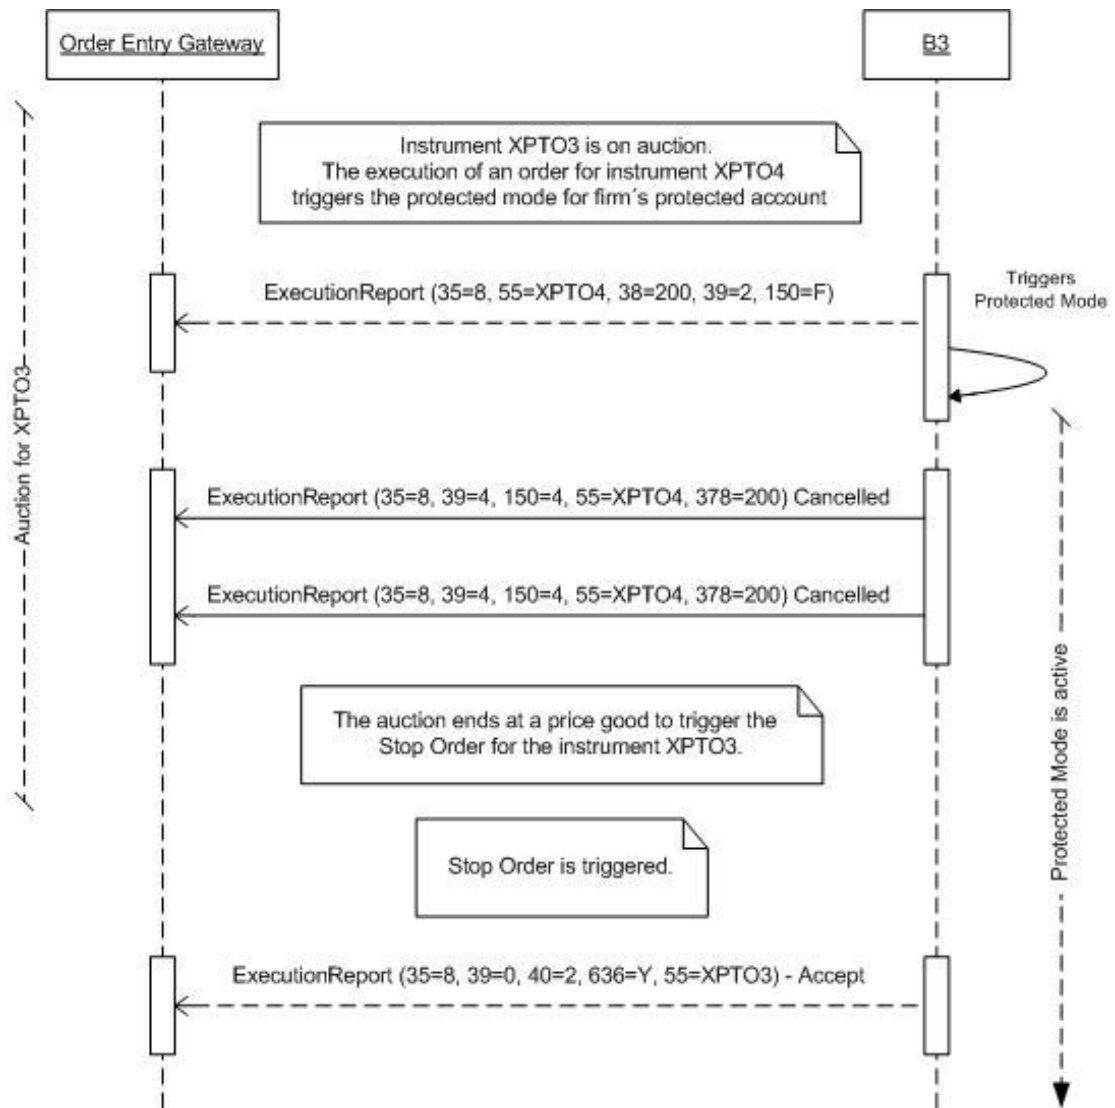 Order Entry Gateway
B3
Instrument XPTO3 is on auction.
The execution of an order for instrument XPTO4
triggers the protected mode for firm´s protected account
ExecutionReport (35=8, 55=XPTO4, 38=200, 39=2, 150=F)
Triggers
Protected Mode
Auction for XPTO3
ExecutionReport (35=8, 39=4, 150=4, 55=XPTO4, 378=200) Cancelled
ExecutionReport (35=8, 39=4, 150=4, 55=XPTO4, 378=200) Cancelled
Protected Mode is active
The auction ends at a price good to trigger the
Stop Order for the instrument XPTO3.
Stop Order is triggered.
ExecutionReport (35=8, 39=0, 40=2, 636=Y, 55=XPTO3) - Accept